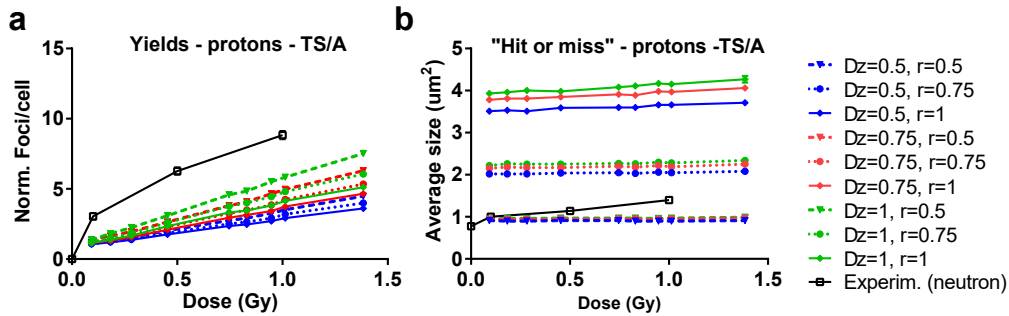 a
Yields - protons - TS/A
Norm. Foci/cell
15
10
5
0
0.0
0.5
1.0
1.5
Dose (Gy)
b
"Hit or miss" - protons -TS/A
Average size (um²)
5
4
3
2
1
0
0.0
0.5
1.0
1.5
Dose (Gy)
Dz=0.5, r=0.5
Dz=0.5, r=0.75
Dz=0.5, r=1
Dz=0.75, r=0.5
Dz=0.75, r=0.75
Dz=0.75, r=1
Dz=1, r=0.5
Dz=1, r=0.75
Dz=1, r=1
Experim. (neutron)